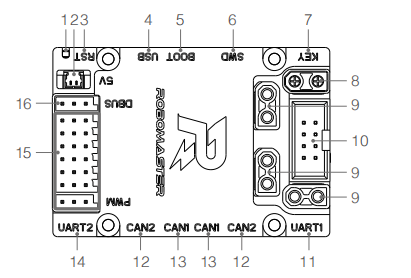 1 2 3 4 5 6 7
RST USB BOOT SWD KEY
5V 8
16 DBUS 9
ROBOMASTER
15 10
9
PWM 9
UART2 CAN2 CAN1 CAN1 CAN2 UART1
14 12 13 13 12 11